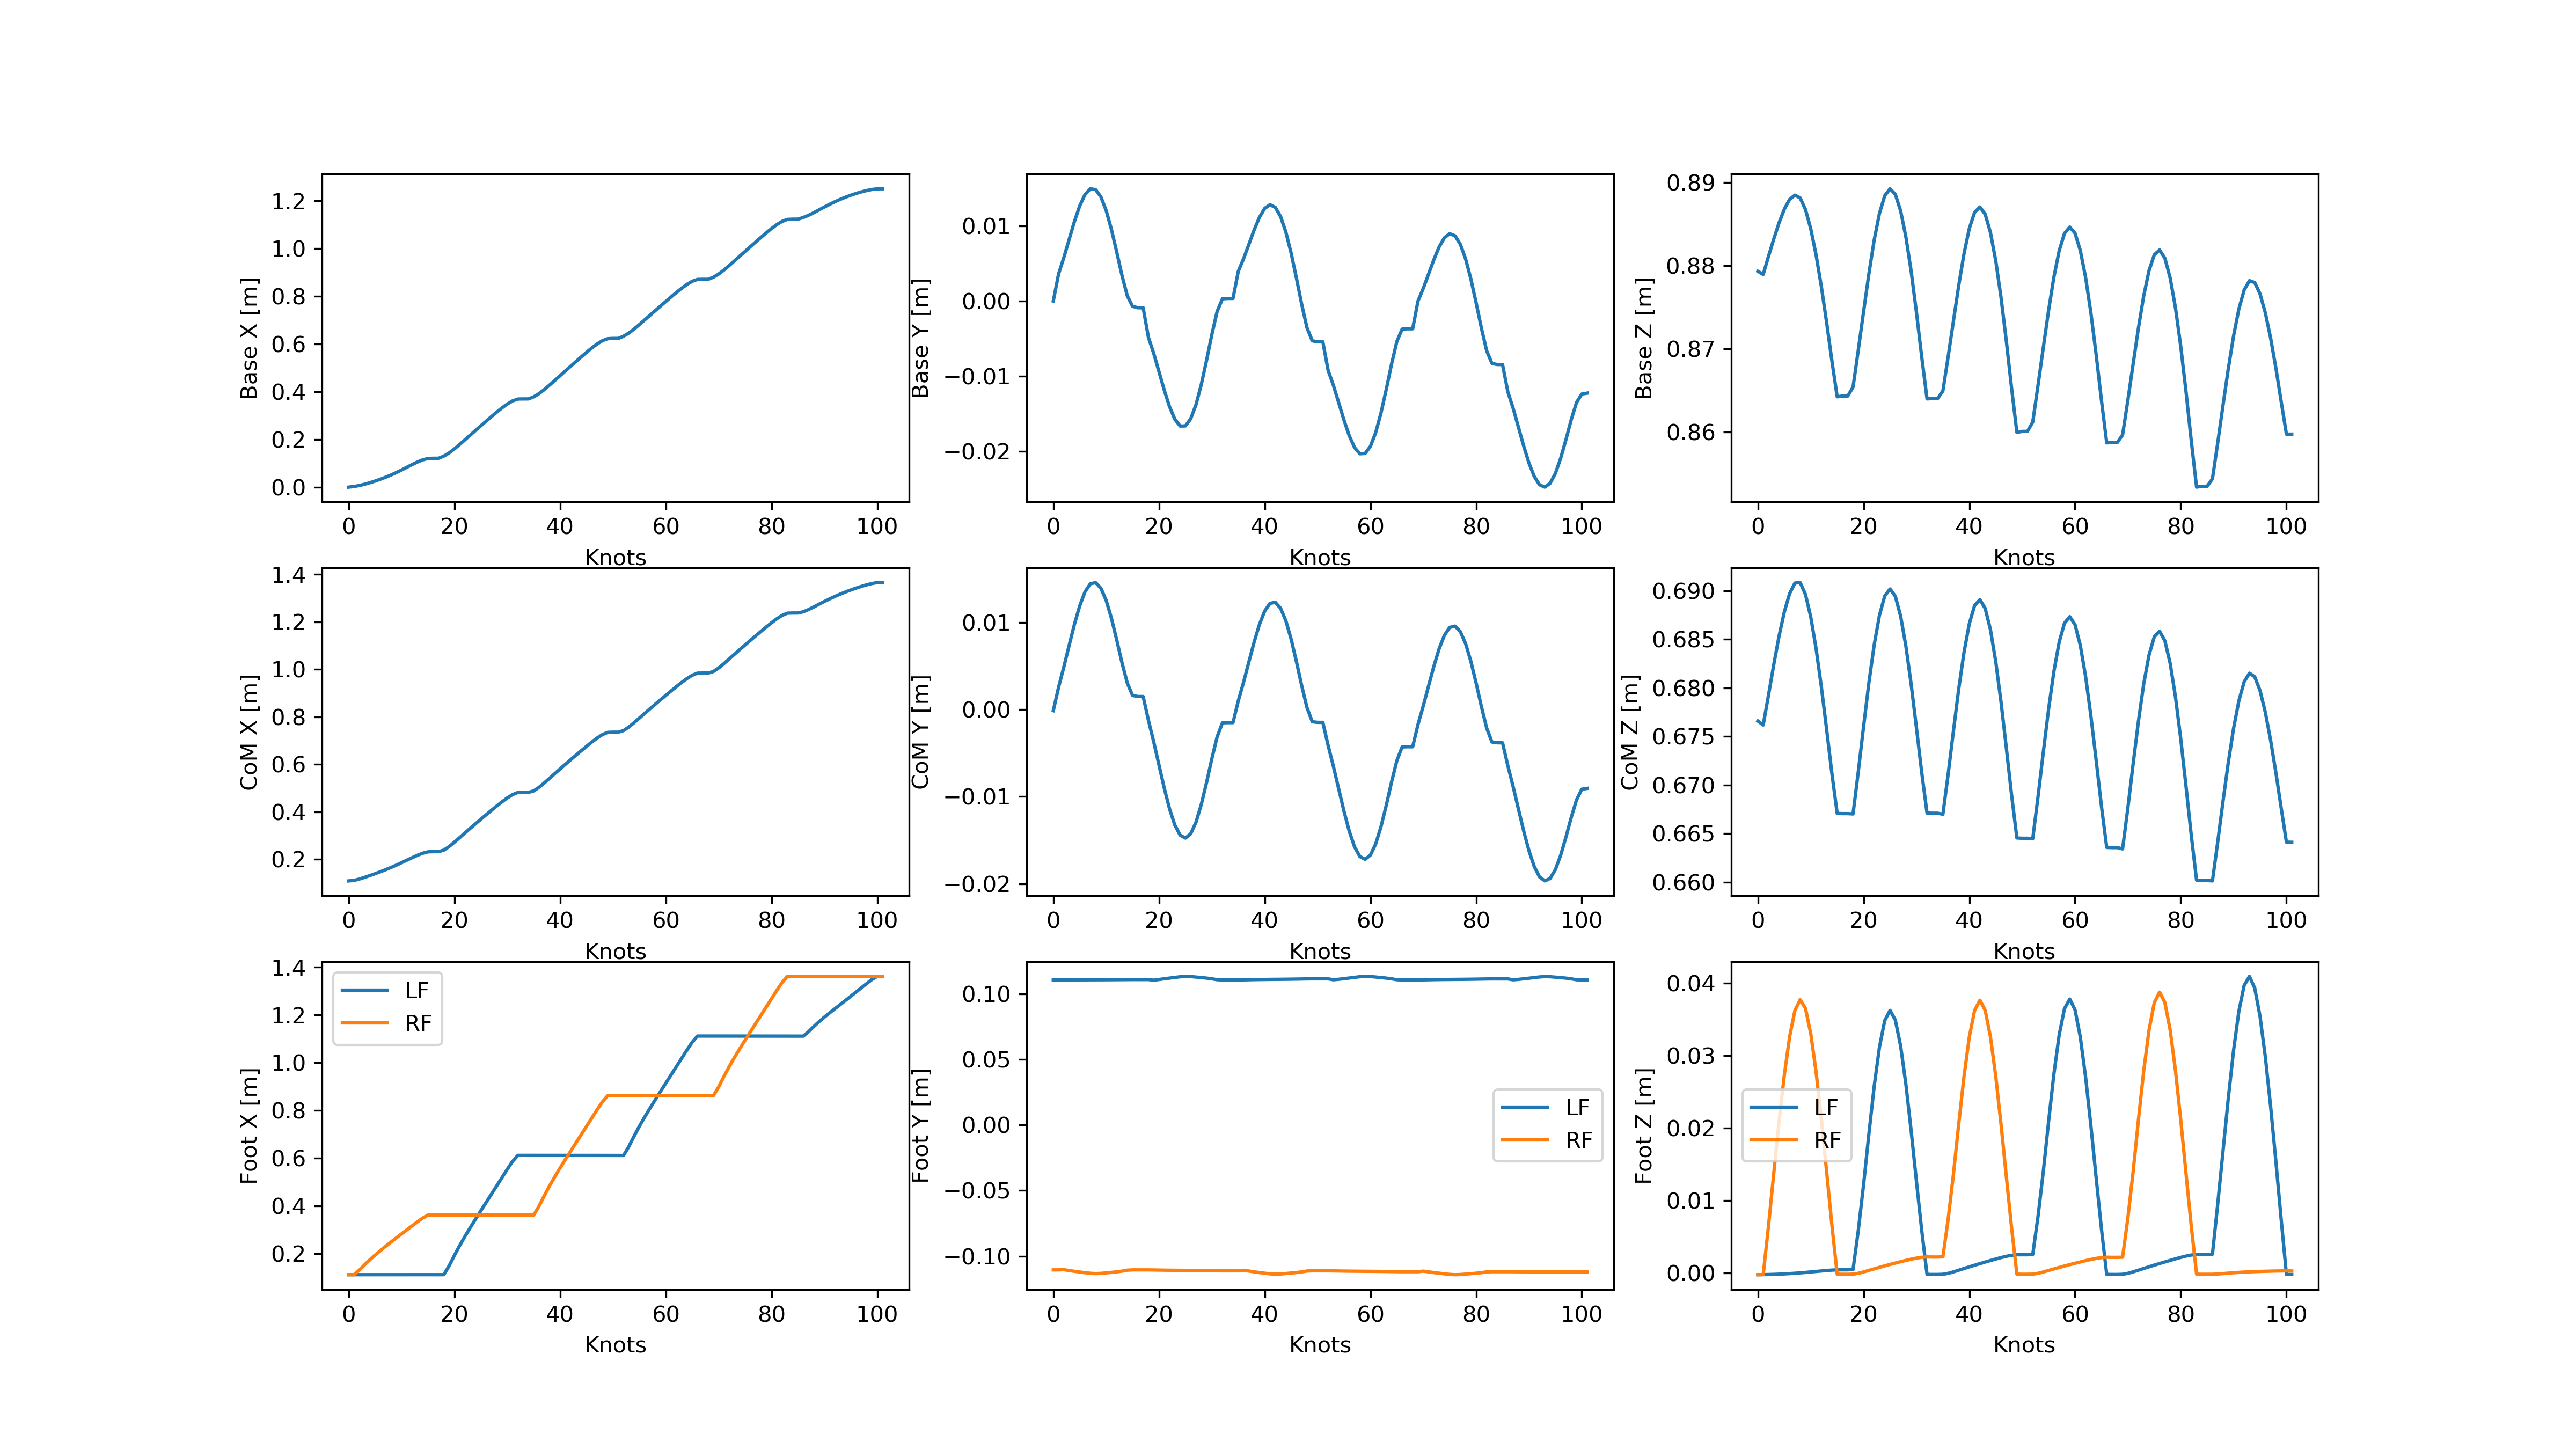 Base X [m]
1.2
1.0
0.8
0.6
0.4
0.2
0.0
0 20 40 60 80 100
Knots
Base Y [m]
0.01
0.00
−0.01
−0.02
0 20 40 60 80 100
Knots
Base Z [m]
0.89
0.88
0.87
0.86
0 20 40 60 80 100
Knots
CoM X [m]
1.4
1.2
1.0
0.8
0.6
0.4
0.2
0 20 40 60 80 100
Knots
CoM Y [m]
0.01
0.00
−0.01
−0.02
0 20 40 60 80 100
Knots
CoM Z [m]
0.690
0.685
0.680
0.675
0.670
0.665
0.660
0 20 40 60 80 100
Knots
Foot X [m]
1.4
1.2
1.0
0.8
0.6
0.4
0.2
LF
RF
0 20 40 60 80 100
Knots
Foot Y [m]
0.10
0.05
0.00
−0.05
−0.10
LF
RF
0 20 40 60 80 100
Knots
Foot Z [m]
0.04
0.03
0.02
0.01
0.00
LF
RF
0 20 40 60 80 100
Knots